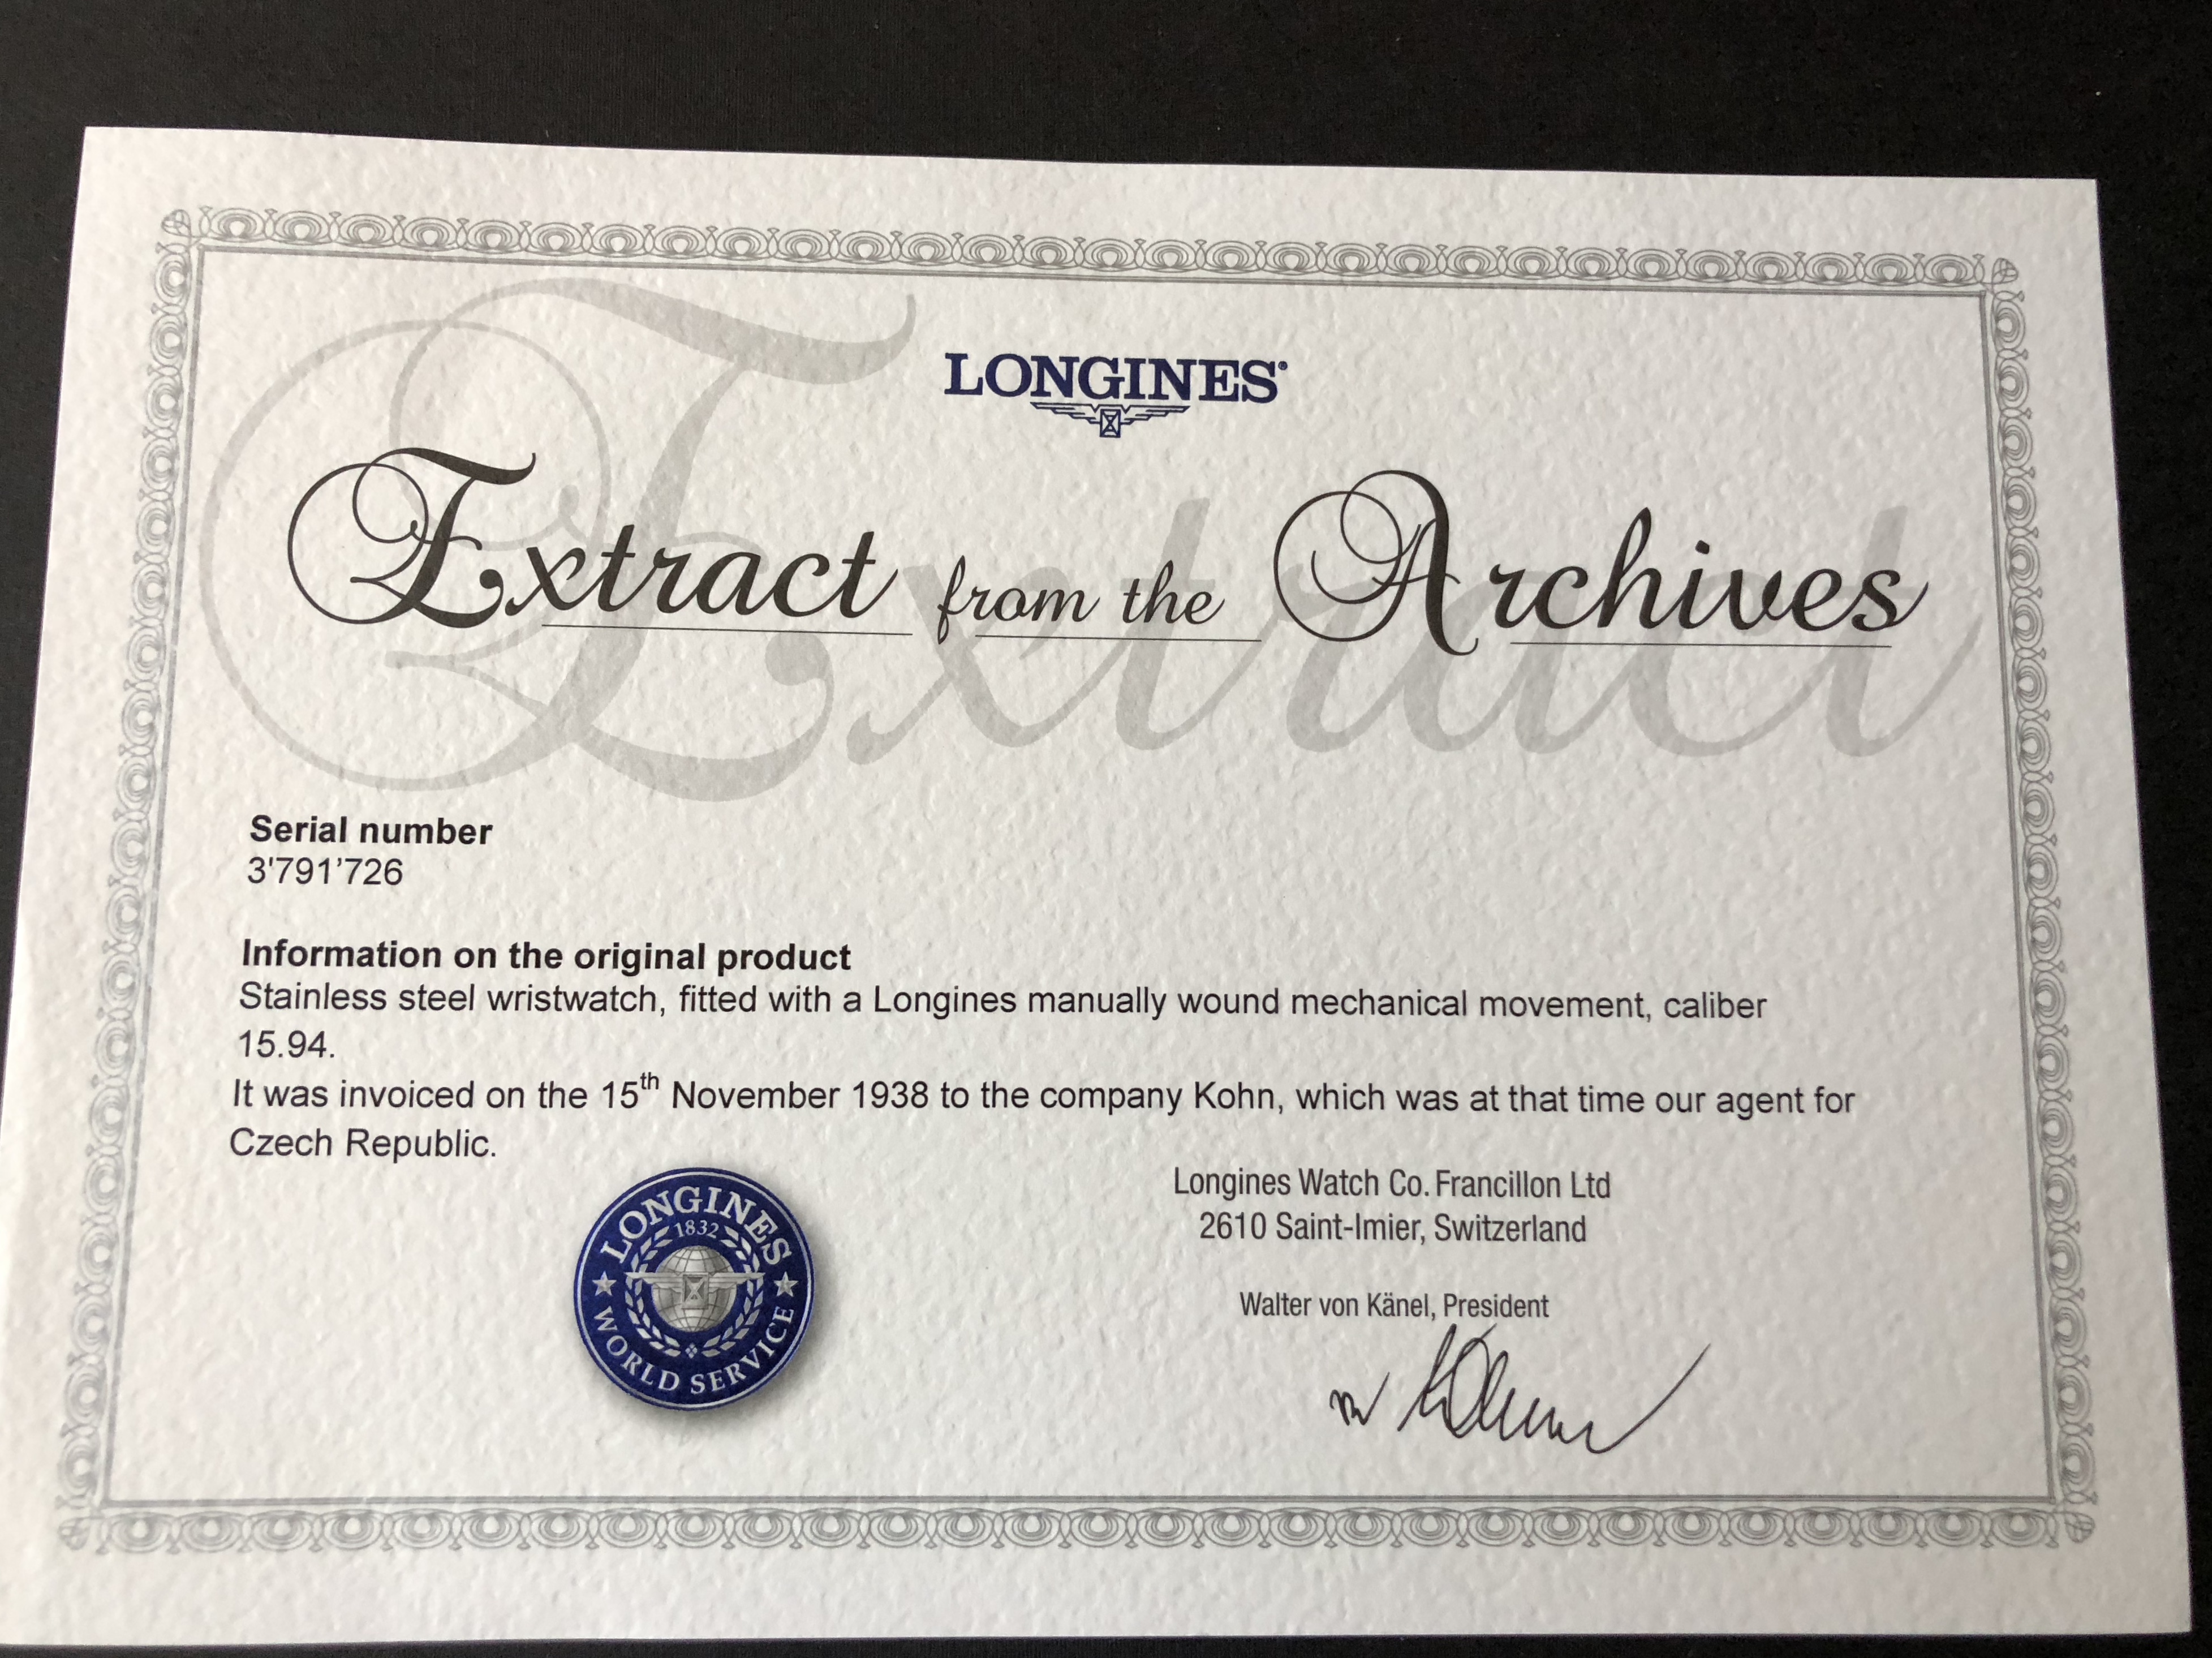 LONGINES®
Extract from the Archives
Extract
Serial number
3'791'726
Information on the original product
Stainless steel wristwatch, fitted with a Longines manually wound mechanical movement, caliber
15.94.
It was invoiced on the 15th November 1938 to the company Kohn, which was at that time our agent for
Czech Republic.
LONGINES
1832
WORLD SERVICE
Longines Watch Co. Francillon Ltd
2610 Saint-Imier, Switzerland
Walter von Känel, President